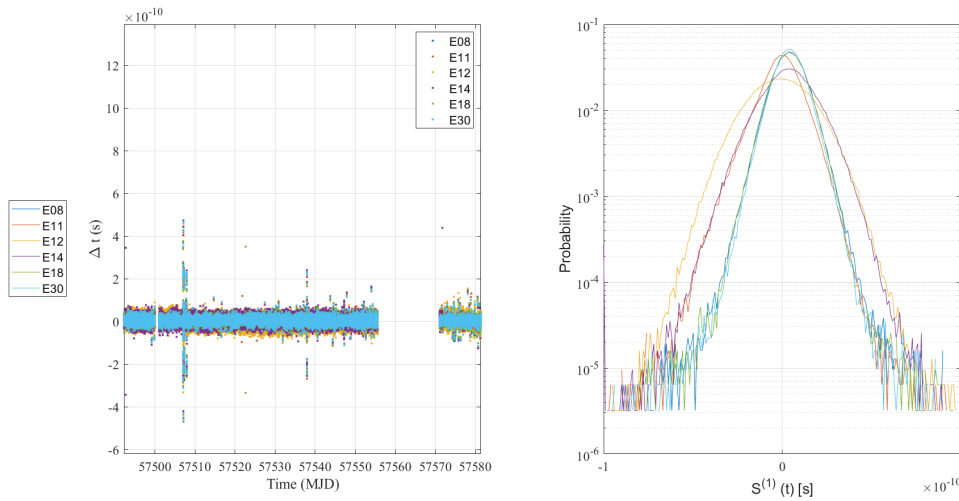 ×10⁻¹⁰
12
10
8
6
4
2
0
-2
-4
-6
Δ t (s)
57500 57510 57520 57530 57540 57550 57560 57570 57580
Time (MJD)
E08
E11
E12
E14
E18
E30
E08
E11
E12
E14
E18
E30
10⁻¹
10⁻²
10⁻³
10⁻⁴
10⁻⁵
10⁻⁶
Probability
-1 0
×10⁻¹⁰
S⁽¹⁾ (t) [s]